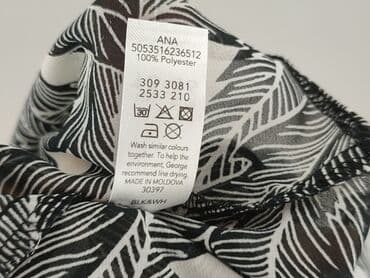 ANA
5053516236512
100% Polyester
309 3081
2533 210
Wash similar colours
together. To help the
environment, George
recommend line drying.
MADE IN MOLDOVA
30397
BLK&WH